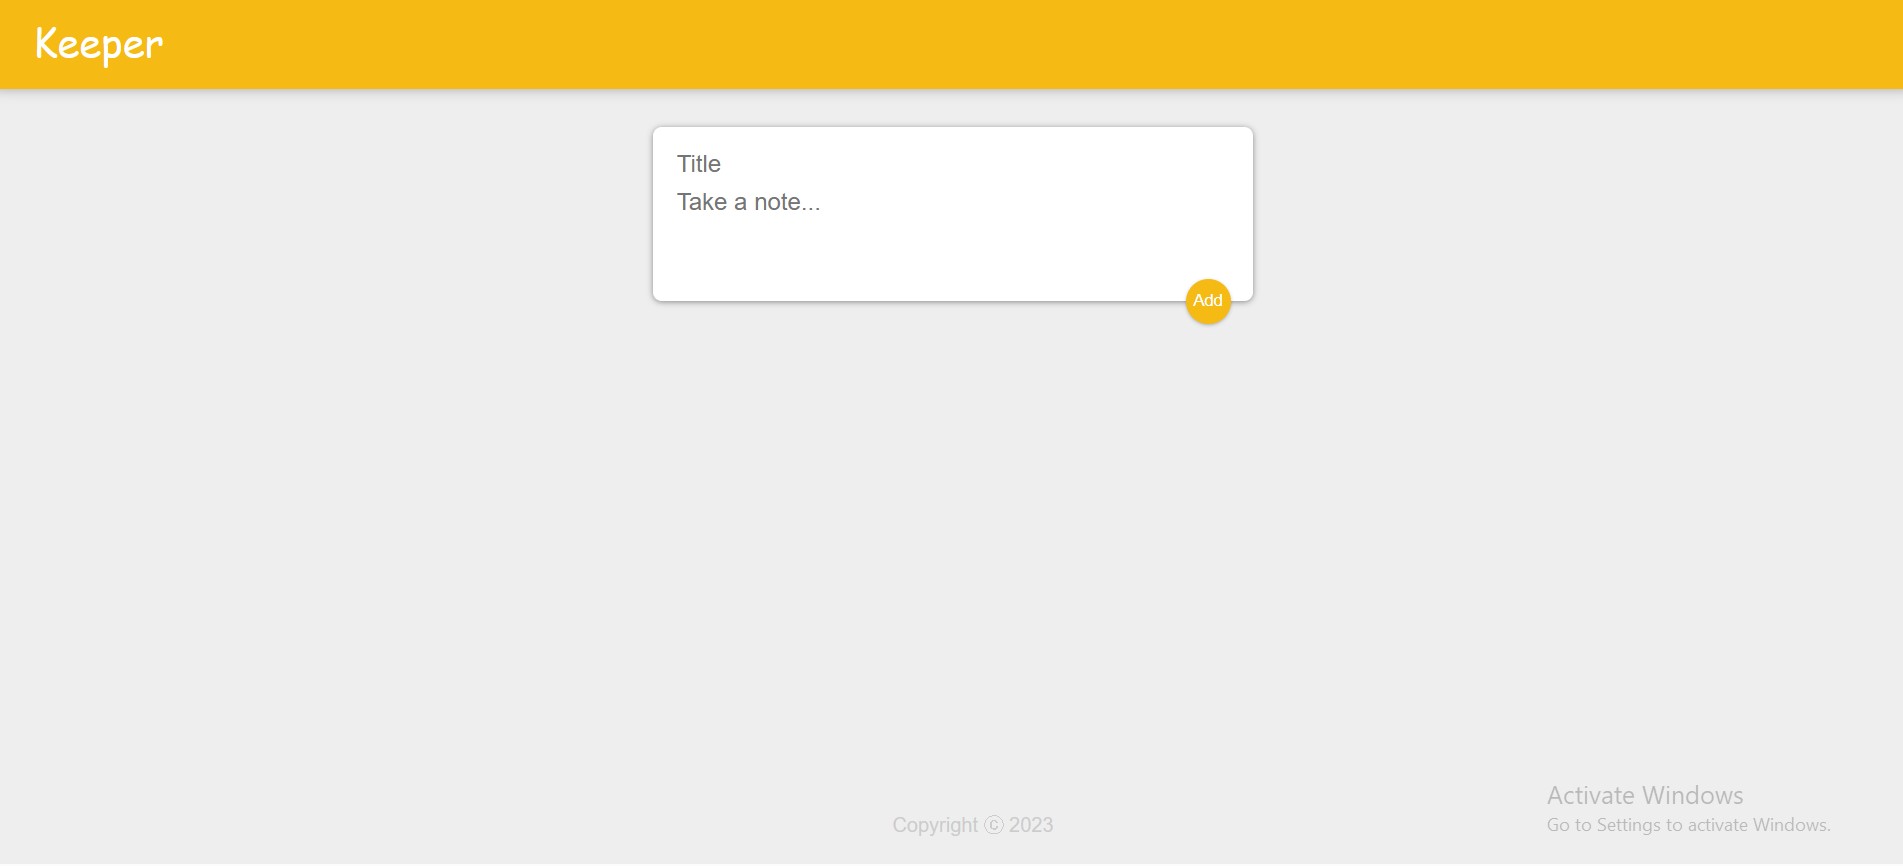 Keeper
Title
Take a note...
Add
Activate Windows
Copyright ⓒ 2023
Go to Settings to activate Windows.